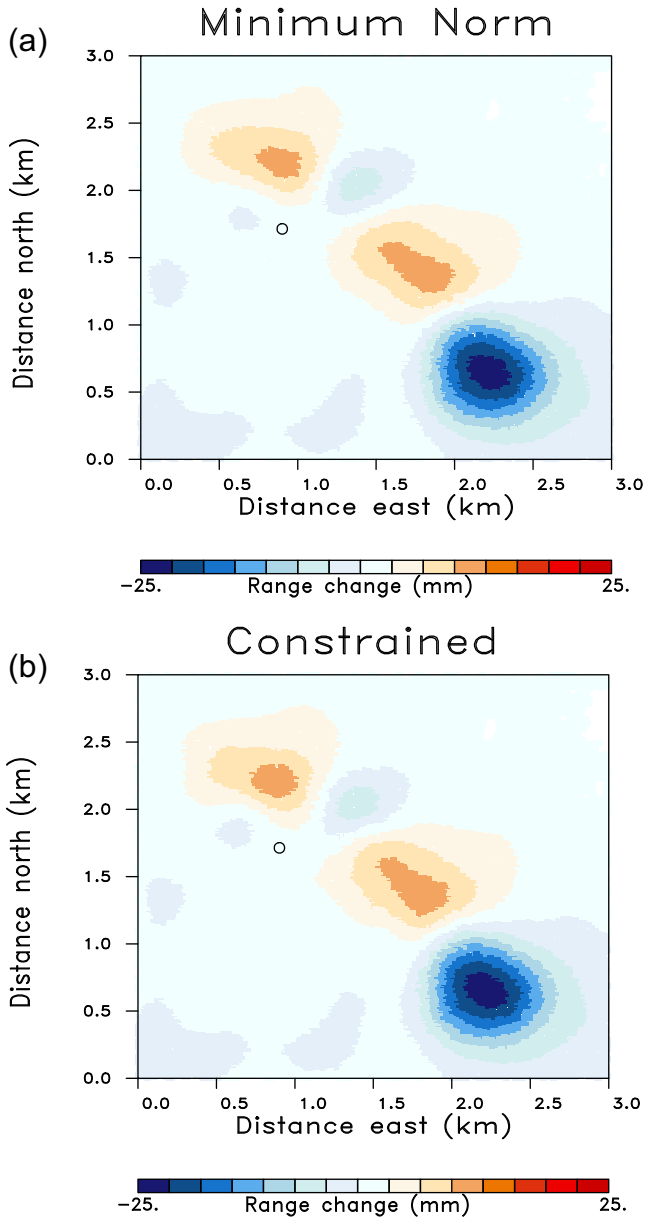 (a)
Minimum Norm
Distance north (km)
3.0
2.5
2.0
1.5
1.0
0.5
0.0
0.0 0.5 1.0 1.5 2.0 2.5 3.0
Distance east (km)
-25. Range change (mm) 25.
(b)
Constrained
Distance north (km)
3.0
2.5
2.0
1.5
1.0
0.5
0.0
0.0 0.5 1.0 1.5 2.0 2.5 3.0
Distance east (km)
-25. Range change (mm) 25.